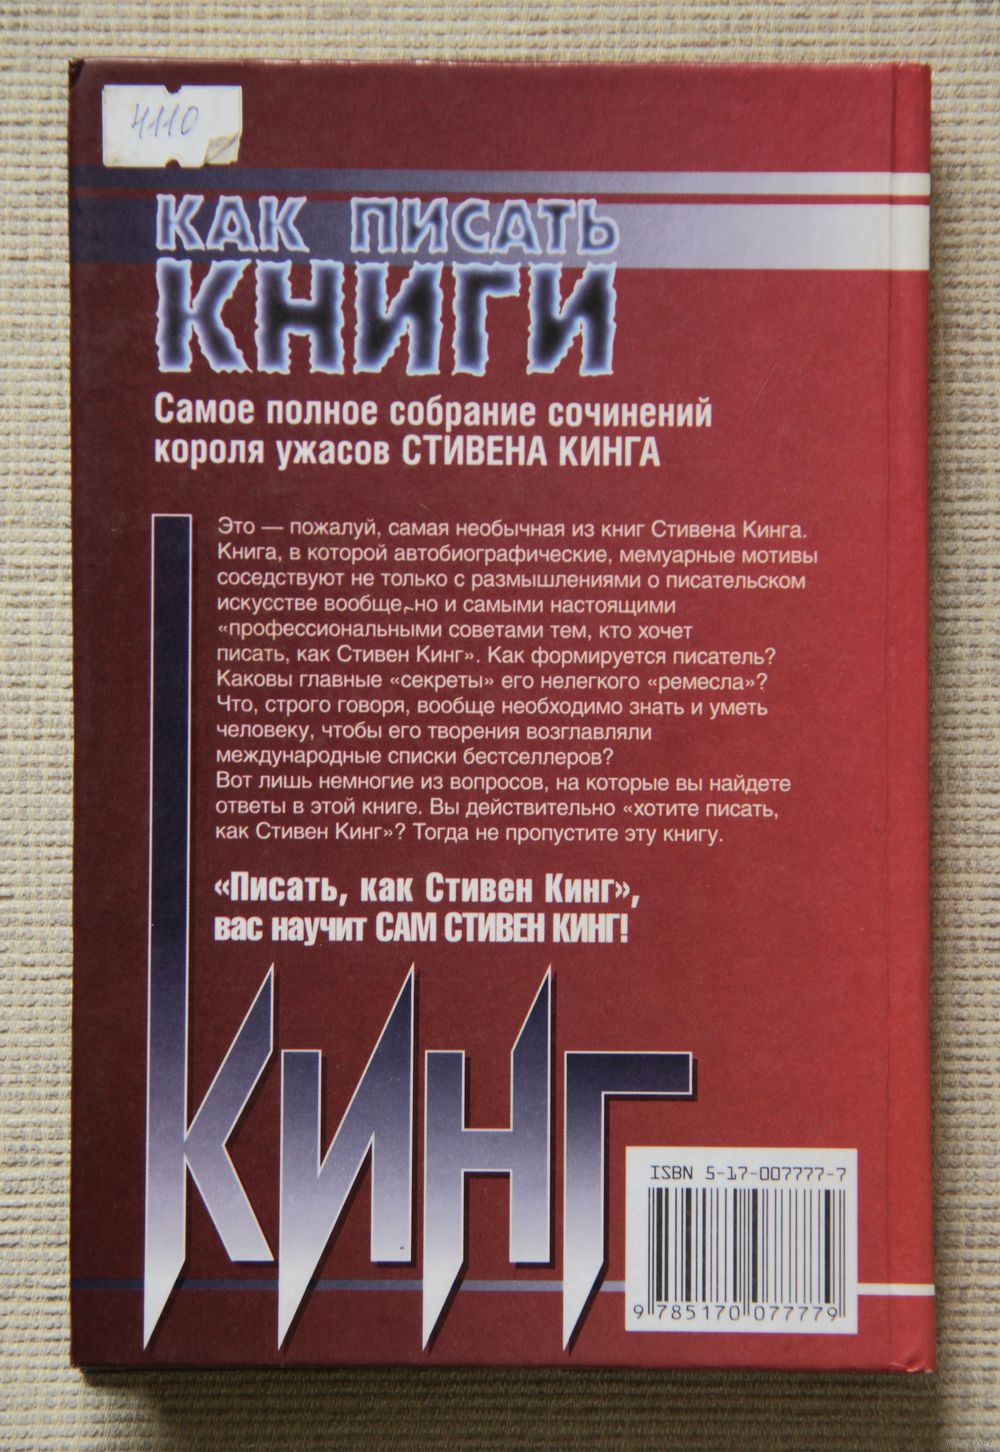 4110
КАК ПИСАТЬ
КНИГИ
Самое полное собрание сочинений
короля ужасов СТИВЕНА КИНГА
Это — пожалуй, самая необычная из книг Стивена Кинга.
Книга, в которой автобиографические, мемуарные мотивы
соседствуют не только с размышлениями о писательском
искусстве вообще, но и самыми настоящими
«профессиональными советами тем, кто хочет
писать, как Стивен Кинг». Как формируется писатель?
Каковы главные «секреты» его нелегкого «ремесла»?
Что, строго говоря, вообще необходимо знать и уметь
человеку, чтобы его творения возглавляли
международные списки бестселлеров?
Вот лишь немногие из вопросов, на которые вы найдете
ответы в этой книге. Вы действительно «хотите писать,
как Стивен Кинг»? Тогда не пропустите эту книгу.
«Писать, как Стивен Кинг»,
вас научит САМ СТИВЕН КИНГ!
КИНГ
ISBN 5-17-007777-7
9 785170 077779